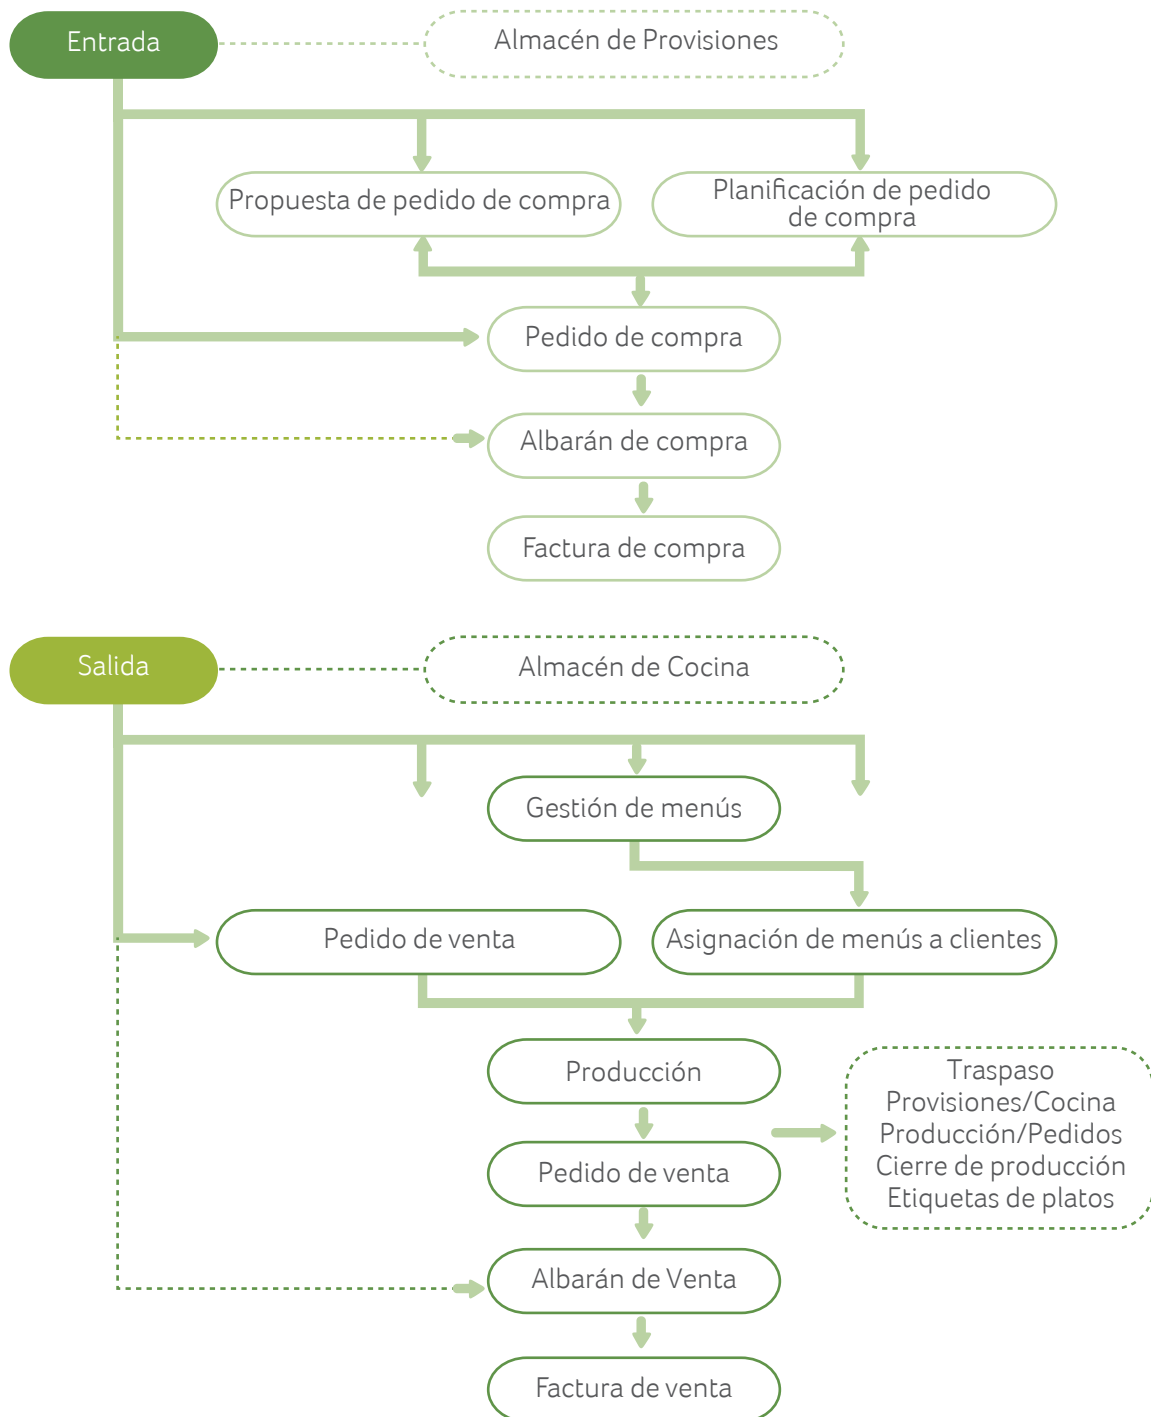 Entrada
Almacén de Provisiones
Propuesta de pedido de compra
Planificación de pedido
de compra
Pedido de compra
Albarán de compra
Factura de compra
Salida
Almacén de Cocina
Gestión de menús
Pedido de venta
Asignación de menús a clientes
Producción
Traspaso
Provisiones/Cocina
Producción/Pedidos
Cierre de producción
Etiquetas de platos
Pedido de venta
Albarán de Venta
Factura de venta